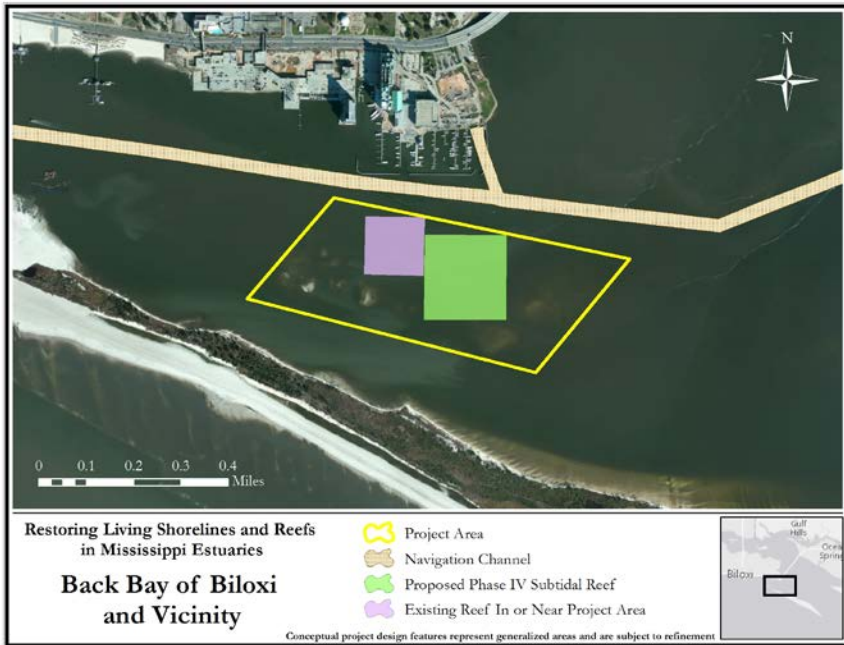 N
0 0.1 0.2 0.3 0.4
Miles
Restoring Living Shorelines and Reefs
in Mississippi Estuaries
Back Bay of Biloxi
and Vicinity
Project Area
Navigation Channel
Proposed Phase IV Subtidal Reef
Existing Reef In or Near Project Area
Conceptual project design features represent generalized areas and are subject to refinement
Gulf
Hills
Ocea
Spring
Biloxi